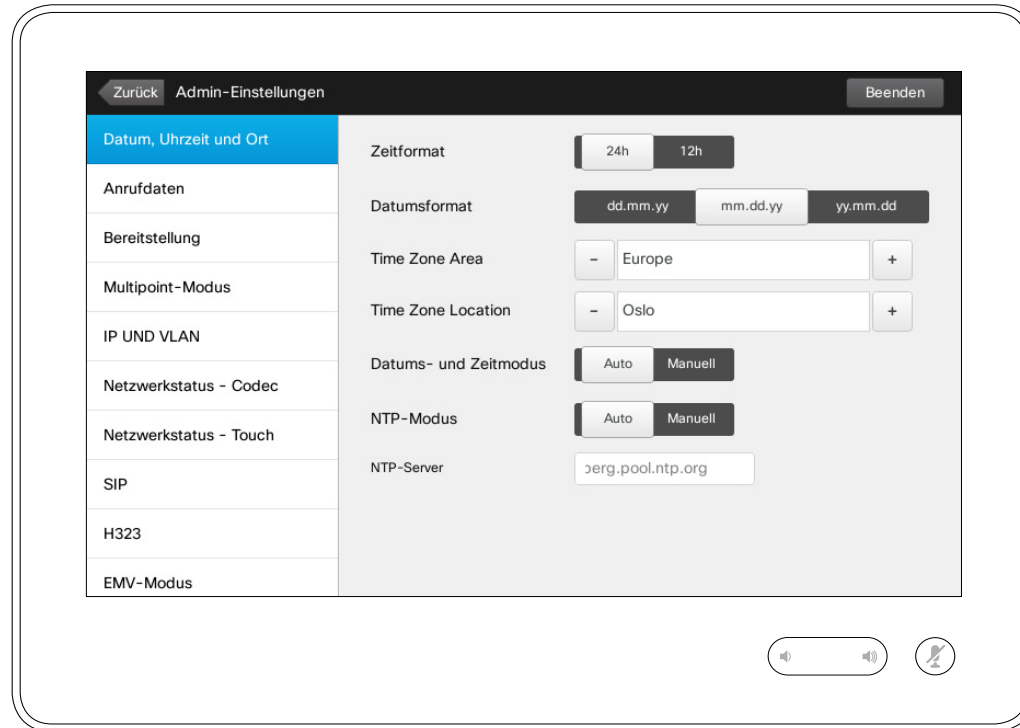 Zurück Admin-Einstellungen Beenden
Datum, Uhrzeit und Ort
Anrufdaten
Bereitstellung
Multipoint-Modus
IP UND VLAN
Netzwerkstatus - Codec
Netzwerkstatus - Touch
SIP
H323
EMV-Modus
Zeitformat 24h 12h
Datumsformat dd.mm.yy mm.dd.yy yy.mm.dd
Time Zone Area - Europe +
Time Zone Location - Oslo +
Datums- und Zeitmodus Auto Manuell
NTP-Modus Auto Manuell
NTP-Server .pool.ntp.org